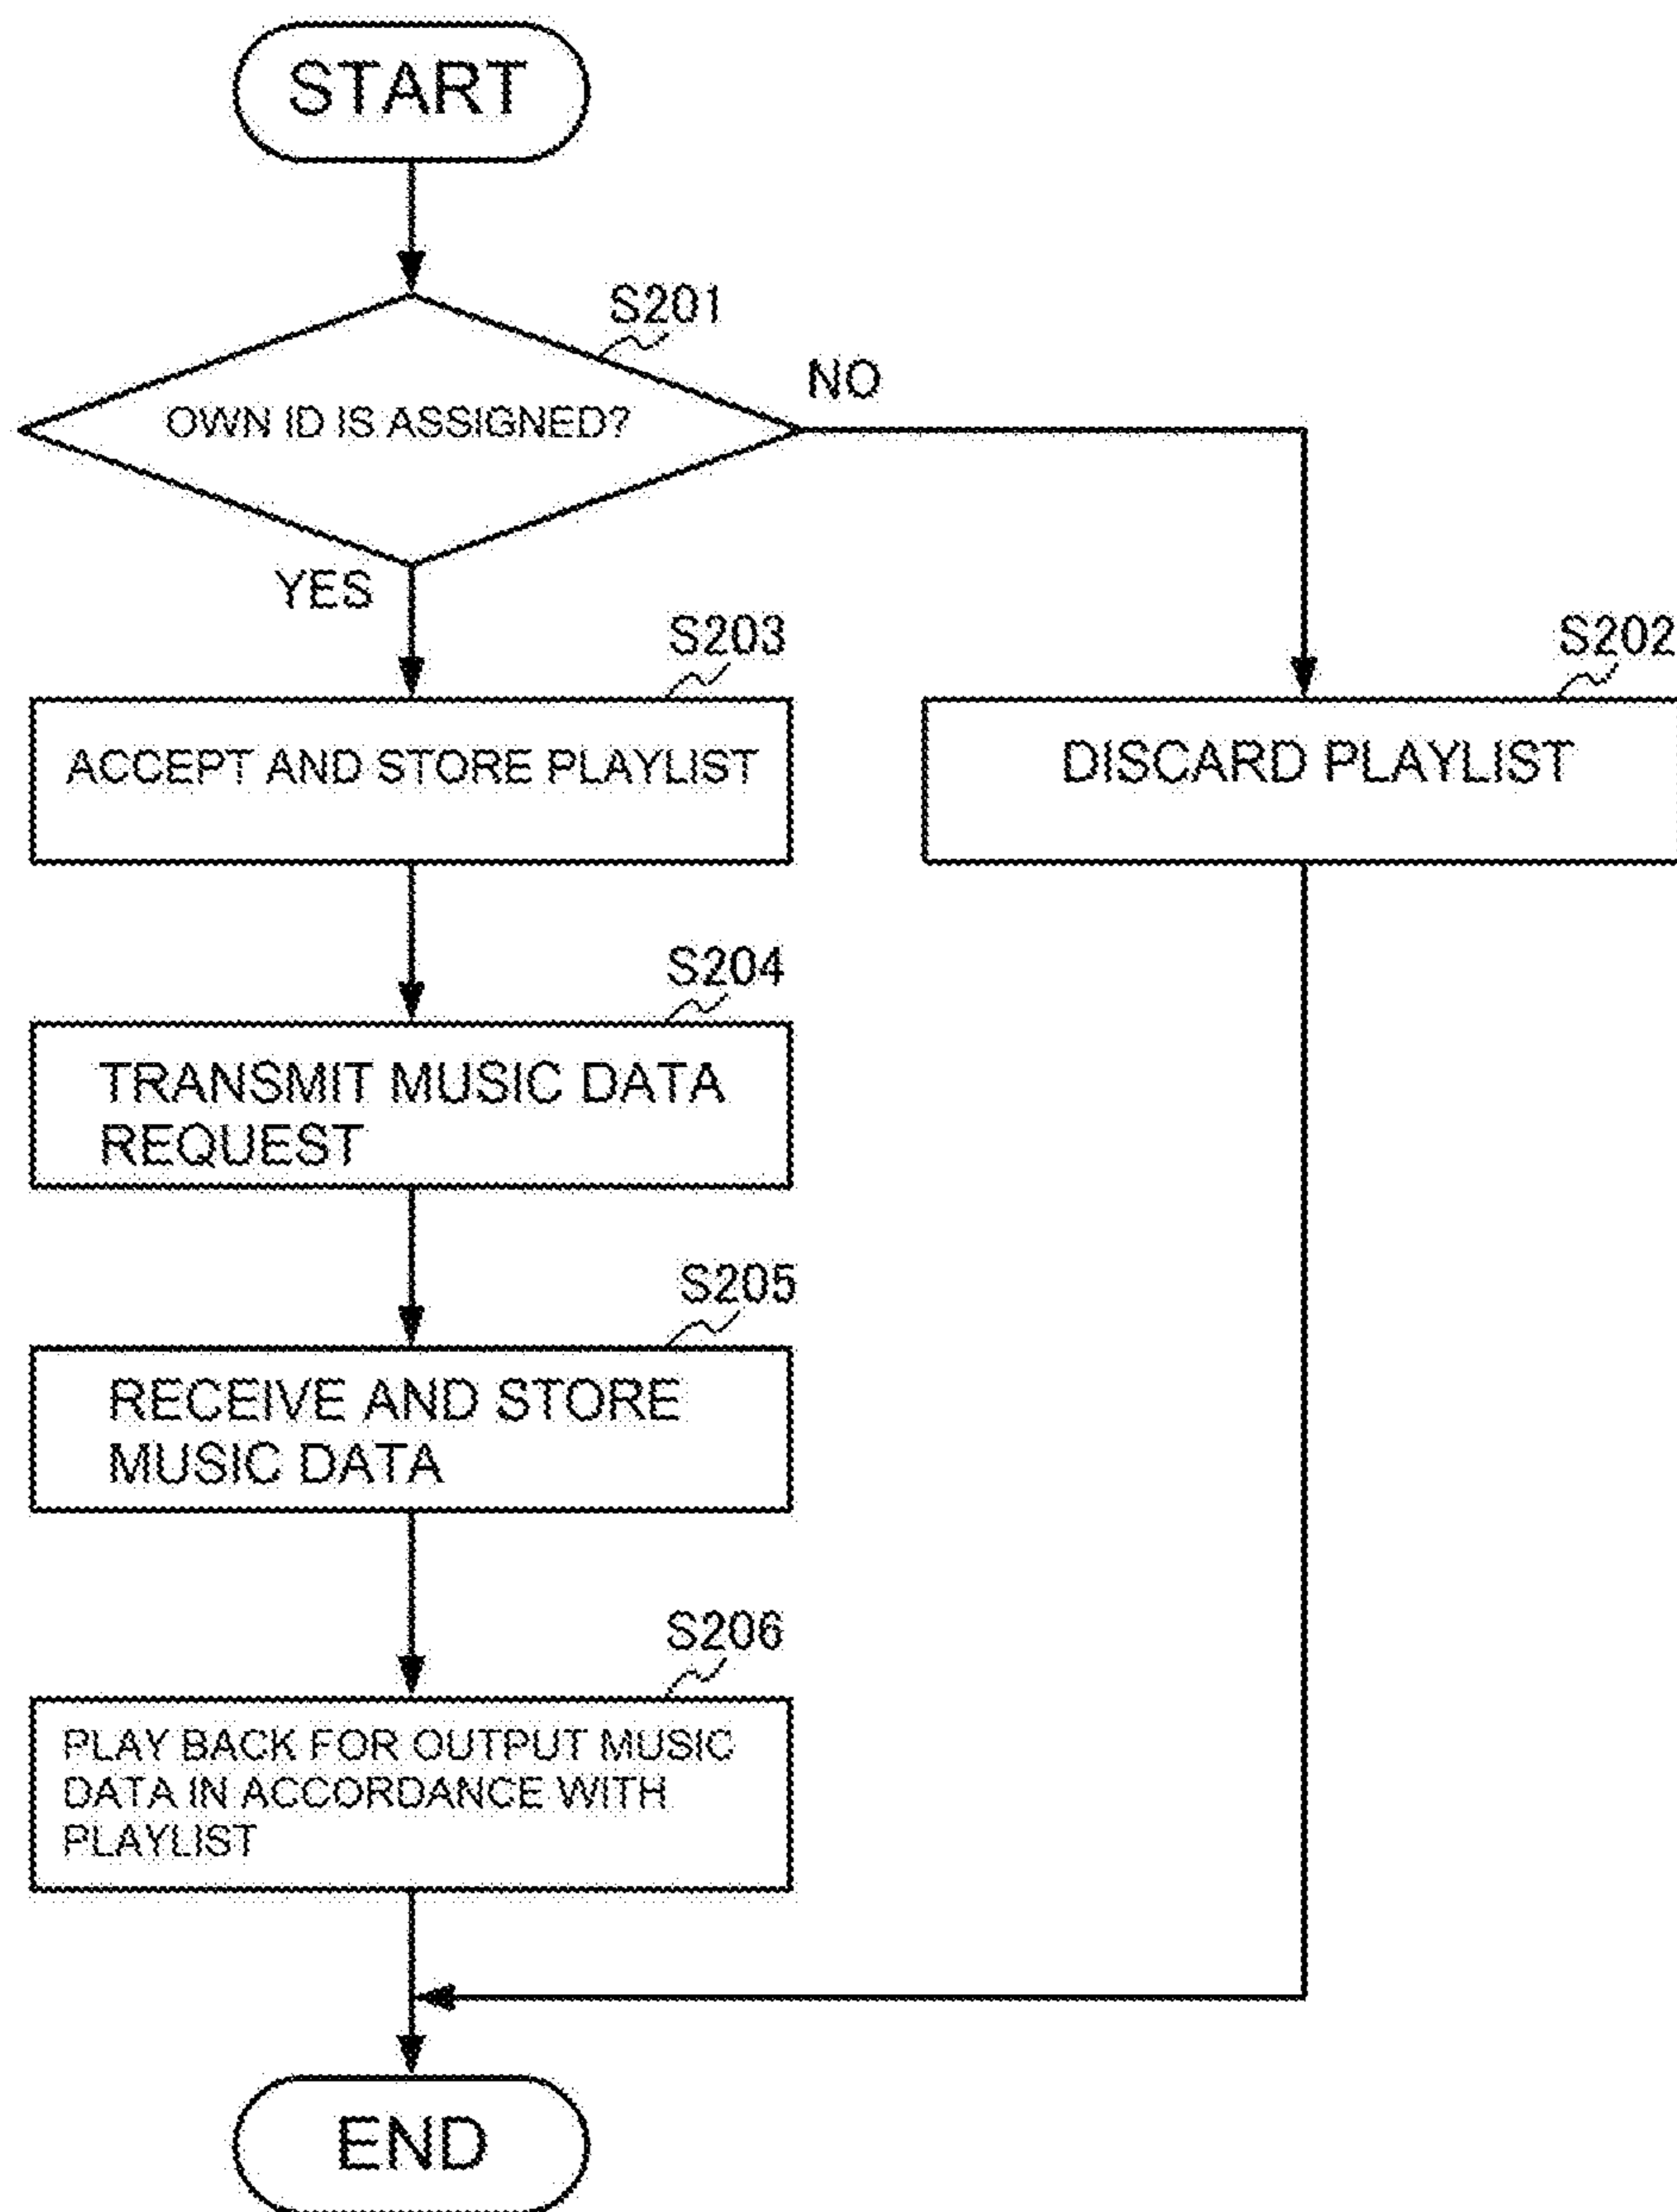 START
S201
OWN ID IS ASSIGNED?
NO
YES
S203
S202
ACCEPT AND STORE PLAYLIST
DISCARD PLAYLIST
S204
TRANSMIT MUSIC DATA
REQUEST
S205
RECEIVE AND STORE
MUSIC DATA
S206
PLAY BACK FOR OUTPUT MUSIC
DATA IN ACCORDANCE WITH
PLAYLIST
END